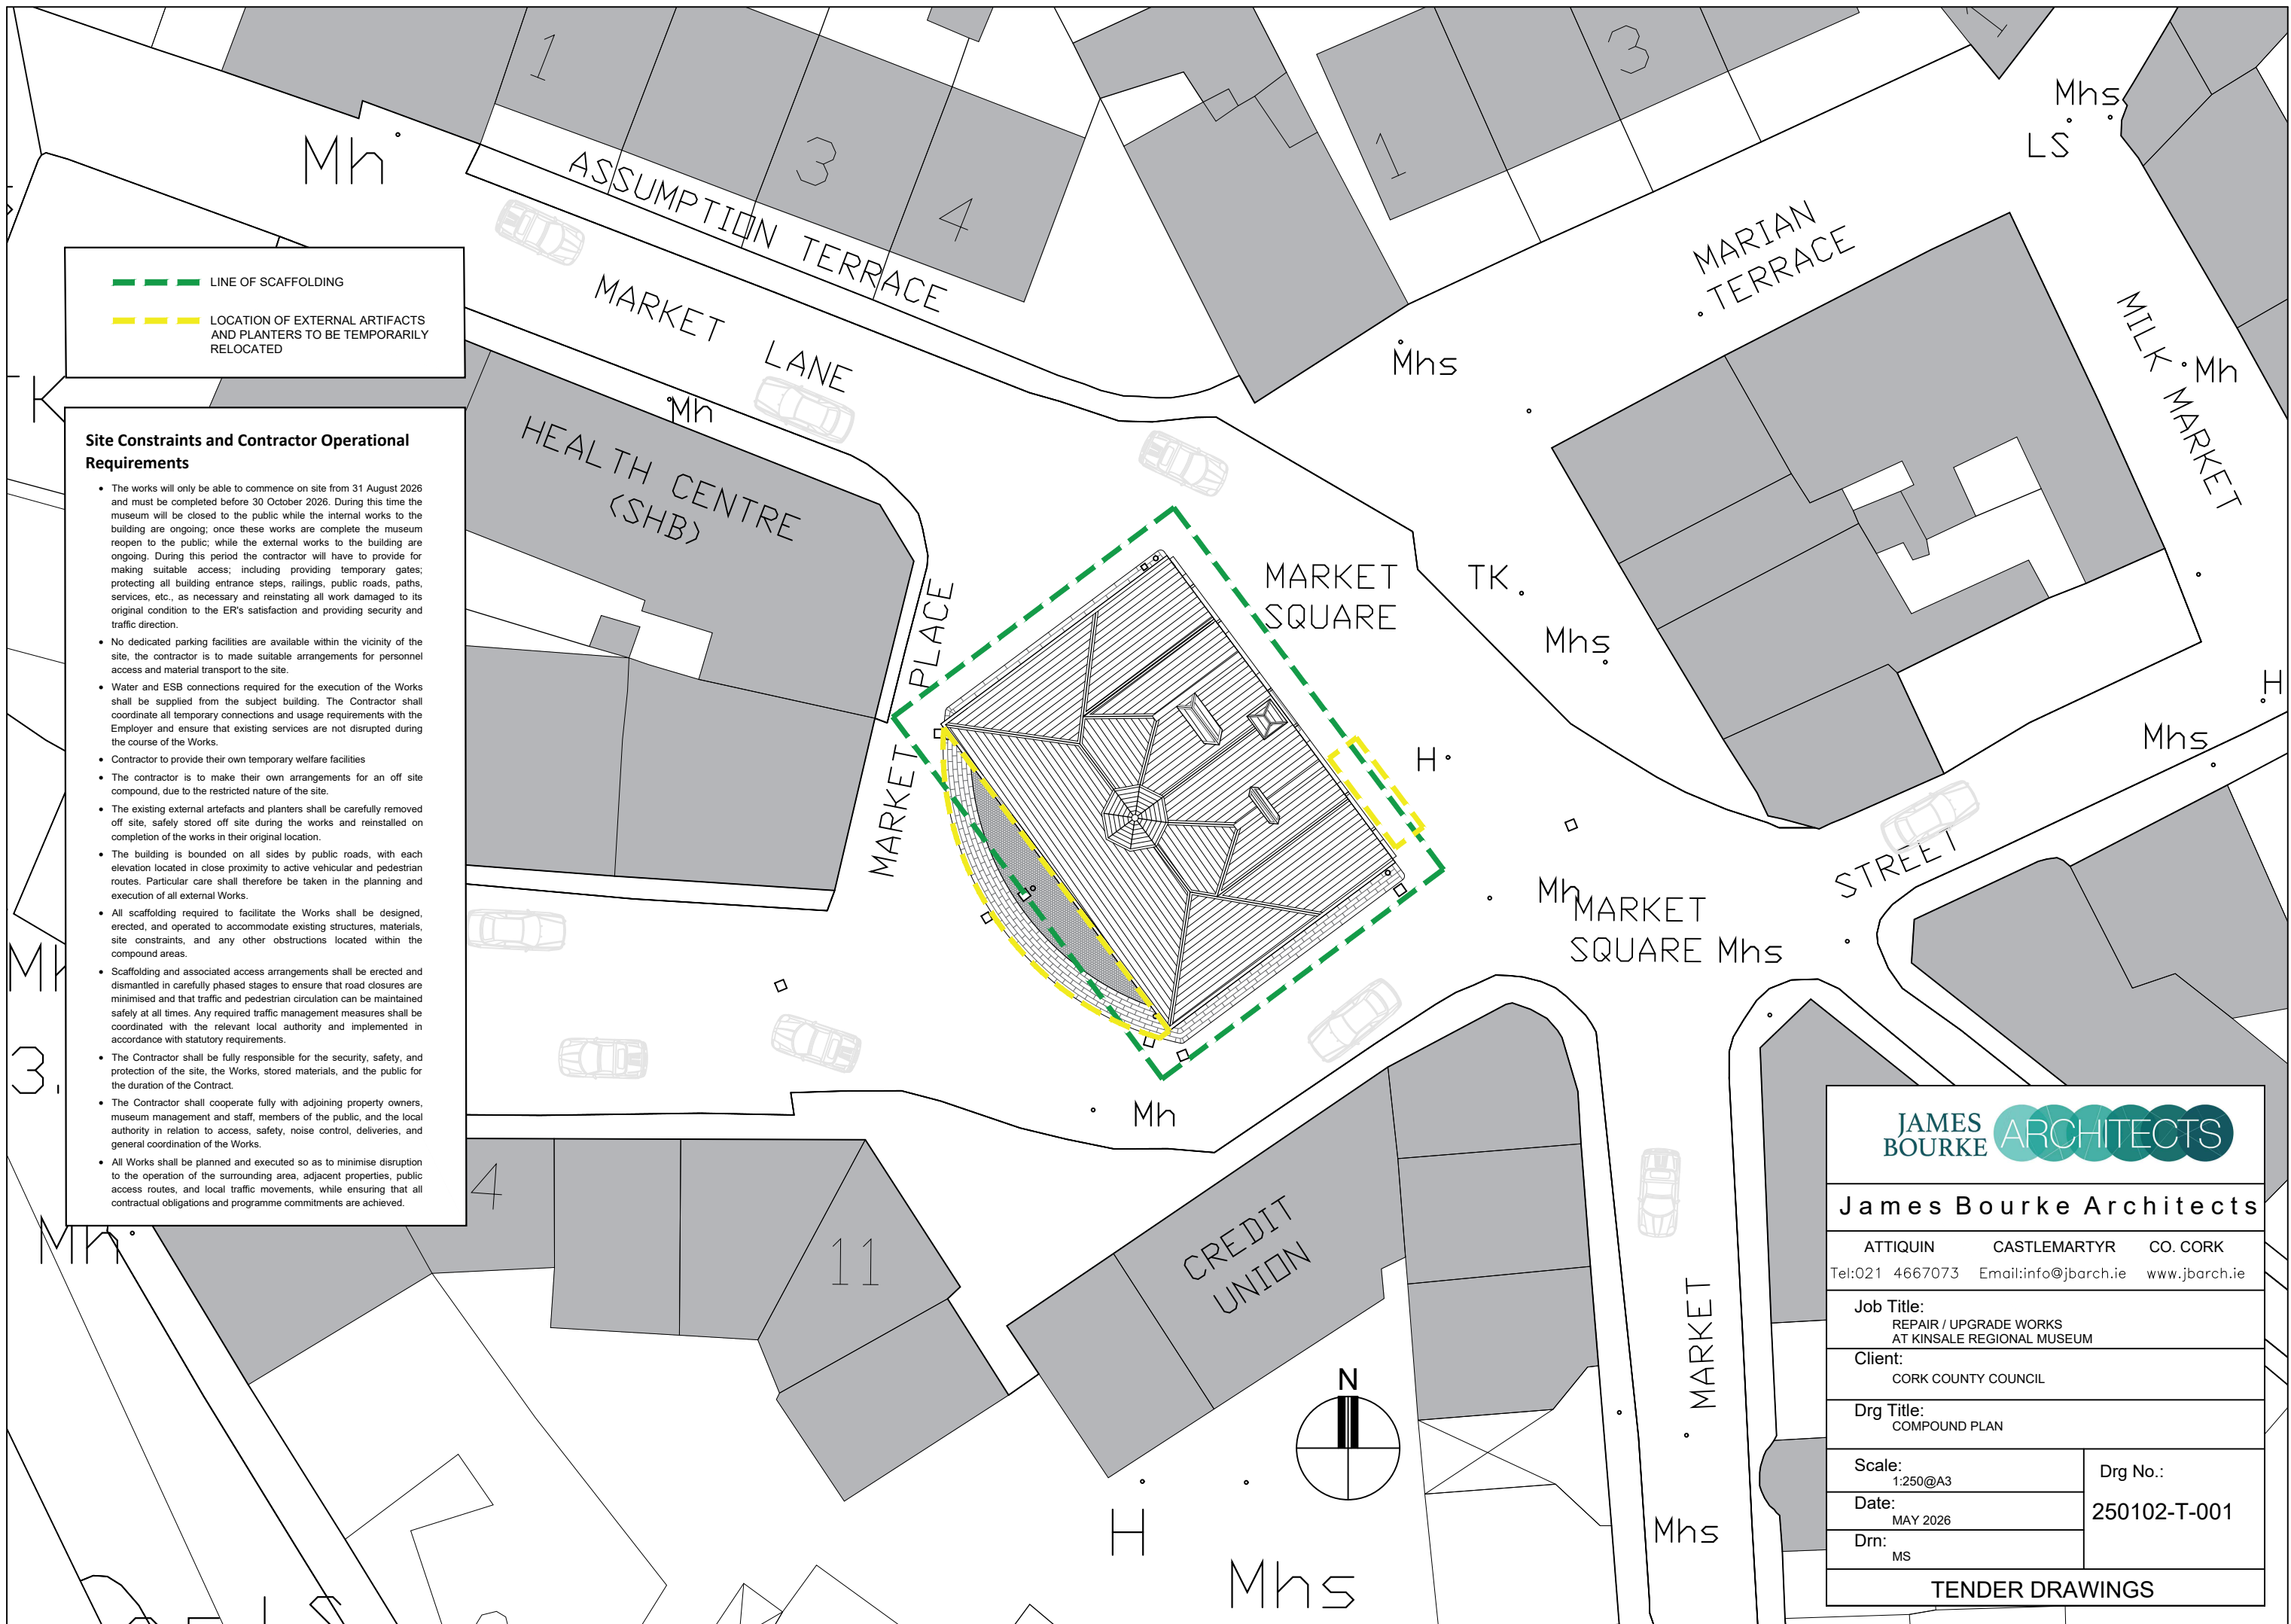 1
3
4
ASSUMPTION TERRACE
Mh
MARKET LANE
1
3
1
Mhs
LS
MARIAN
TERRACE
Mhs
MILK MARKET
Mh
LINE OF SCAFFOLDING
LOCATION OF EXTERNAL ARTIFACTS
AND PLANTERS TO BE TEMPORARILY
RELOCATED
Mh
HEALTH CENTRE
(SHB)
MARKET PLACE
MARKET
SQUARE
TK
Mhs
H
H
Mhs
Mh
MARKET
SQUARE Mhs
STREET
Mh
Site Constraints and Contractor Operational
Requirements
• The works will only be able to commence on site from 31 August 2026
and must be completed before 30 October 2026. During this time the
museum will be closed to the public while the internal works to the
building are ongoing; once these works are complete the museum
reopen to the public; while the external works to the building are
ongoing. During this period the contractor will have to provide for
making suitable access; including providing temporary gates;
protecting all building entrance steps, railings, public roads, paths,
services, etc., as necessary and reinstating all work damaged to its
original condition to the ER's satisfaction and providing security and
traffic direction.
• No dedicated parking facilities are available within the vicinity of the
site, the contractor is to made suitable arrangements for personnel
access and material transport to the site.
• Water and ESB connections required for the execution of the Works
shall be supplied from the subject building. The Contractor shall
coordinate all temporary connections and usage requirements with the
Employer and ensure that existing services are not disrupted during
the course of the Works.
• Contractor to provide their own temporary welfare facilities
• The contractor is to make their own arrangements for an off site
compound, due to the restricted nature of the site.
• The existing external artefacts and planters shall be carefully removed
off site, safely stored off site during the works and reinstalled on
completion of the works in their original location.
• The building is bounded on all sides by public roads, with each
elevation located in close proximity to active vehicular and pedestrian
routes. Particular care shall therefore be taken in the planning and
execution of all external Works.
• All scaffolding required to facilitate the Works shall be designed,
erected, and operated to accommodate existing structures, materials,
site constraints, and any other obstructions located within the
compound areas.
• Scaffolding and associated access arrangements shall be erected and
dismantled in carefully phased stages to ensure that road closures are
minimised and that traffic and pedestrian circulation can be maintained
safely at all times. Any required traffic management measures shall be
coordinated with the relevant local authority and implemented in
accordance with statutory requirements.
• The Contractor shall be fully responsible for the security, safety, and
protection of the site, the Works, stored materials, and the public for
the duration of the Contract.
• The Contractor shall cooperate fully with adjoining property owners,
museum management and staff, members of the public, and the local
authority in relation to access, safety, noise control, deliveries, and
general coordination of the Works.
• All Works shall be planned and executed so as to minimise disruption
to the operation of the surrounding area, adjacent properties, public
access routes, and local traffic movements, while ensuring that all
contractual obligations and programme commitments are achieved.
3.
4
11
Mh
CREDIT
UNION
MARKET
N
H
Mhs
Mhs
JAMES
BOURKE ARCHITECTS
James Bourke Architects
ATTIQUIN CASTLEMARTYR CO. CORK
Tel:021 4667073 Email:info@jbarch.ie www.jbarch.ie
Job Title:
REPAIR / UPGRADE WORKS
AT KINSALE REGIONAL MUSEUM
Client:
CORK COUNTY COUNCIL
Drg Title:
COMPOUND PLAN
Scale:
1:250@A3
Date:
MAY 2026
Drn:
MS
Drg No.:
250102-T-001
TENDER DRAWINGS